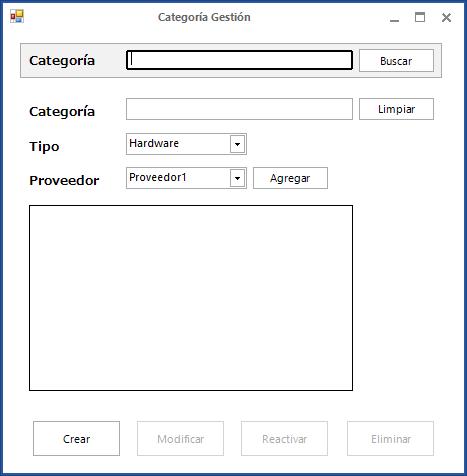 Categoría Gestión
Categoría Buscar
Categoría Limpiar
Tipo Hardware
Proveedor Proveedor1 Agregar
Crear Modificar Reactivar Eliminar